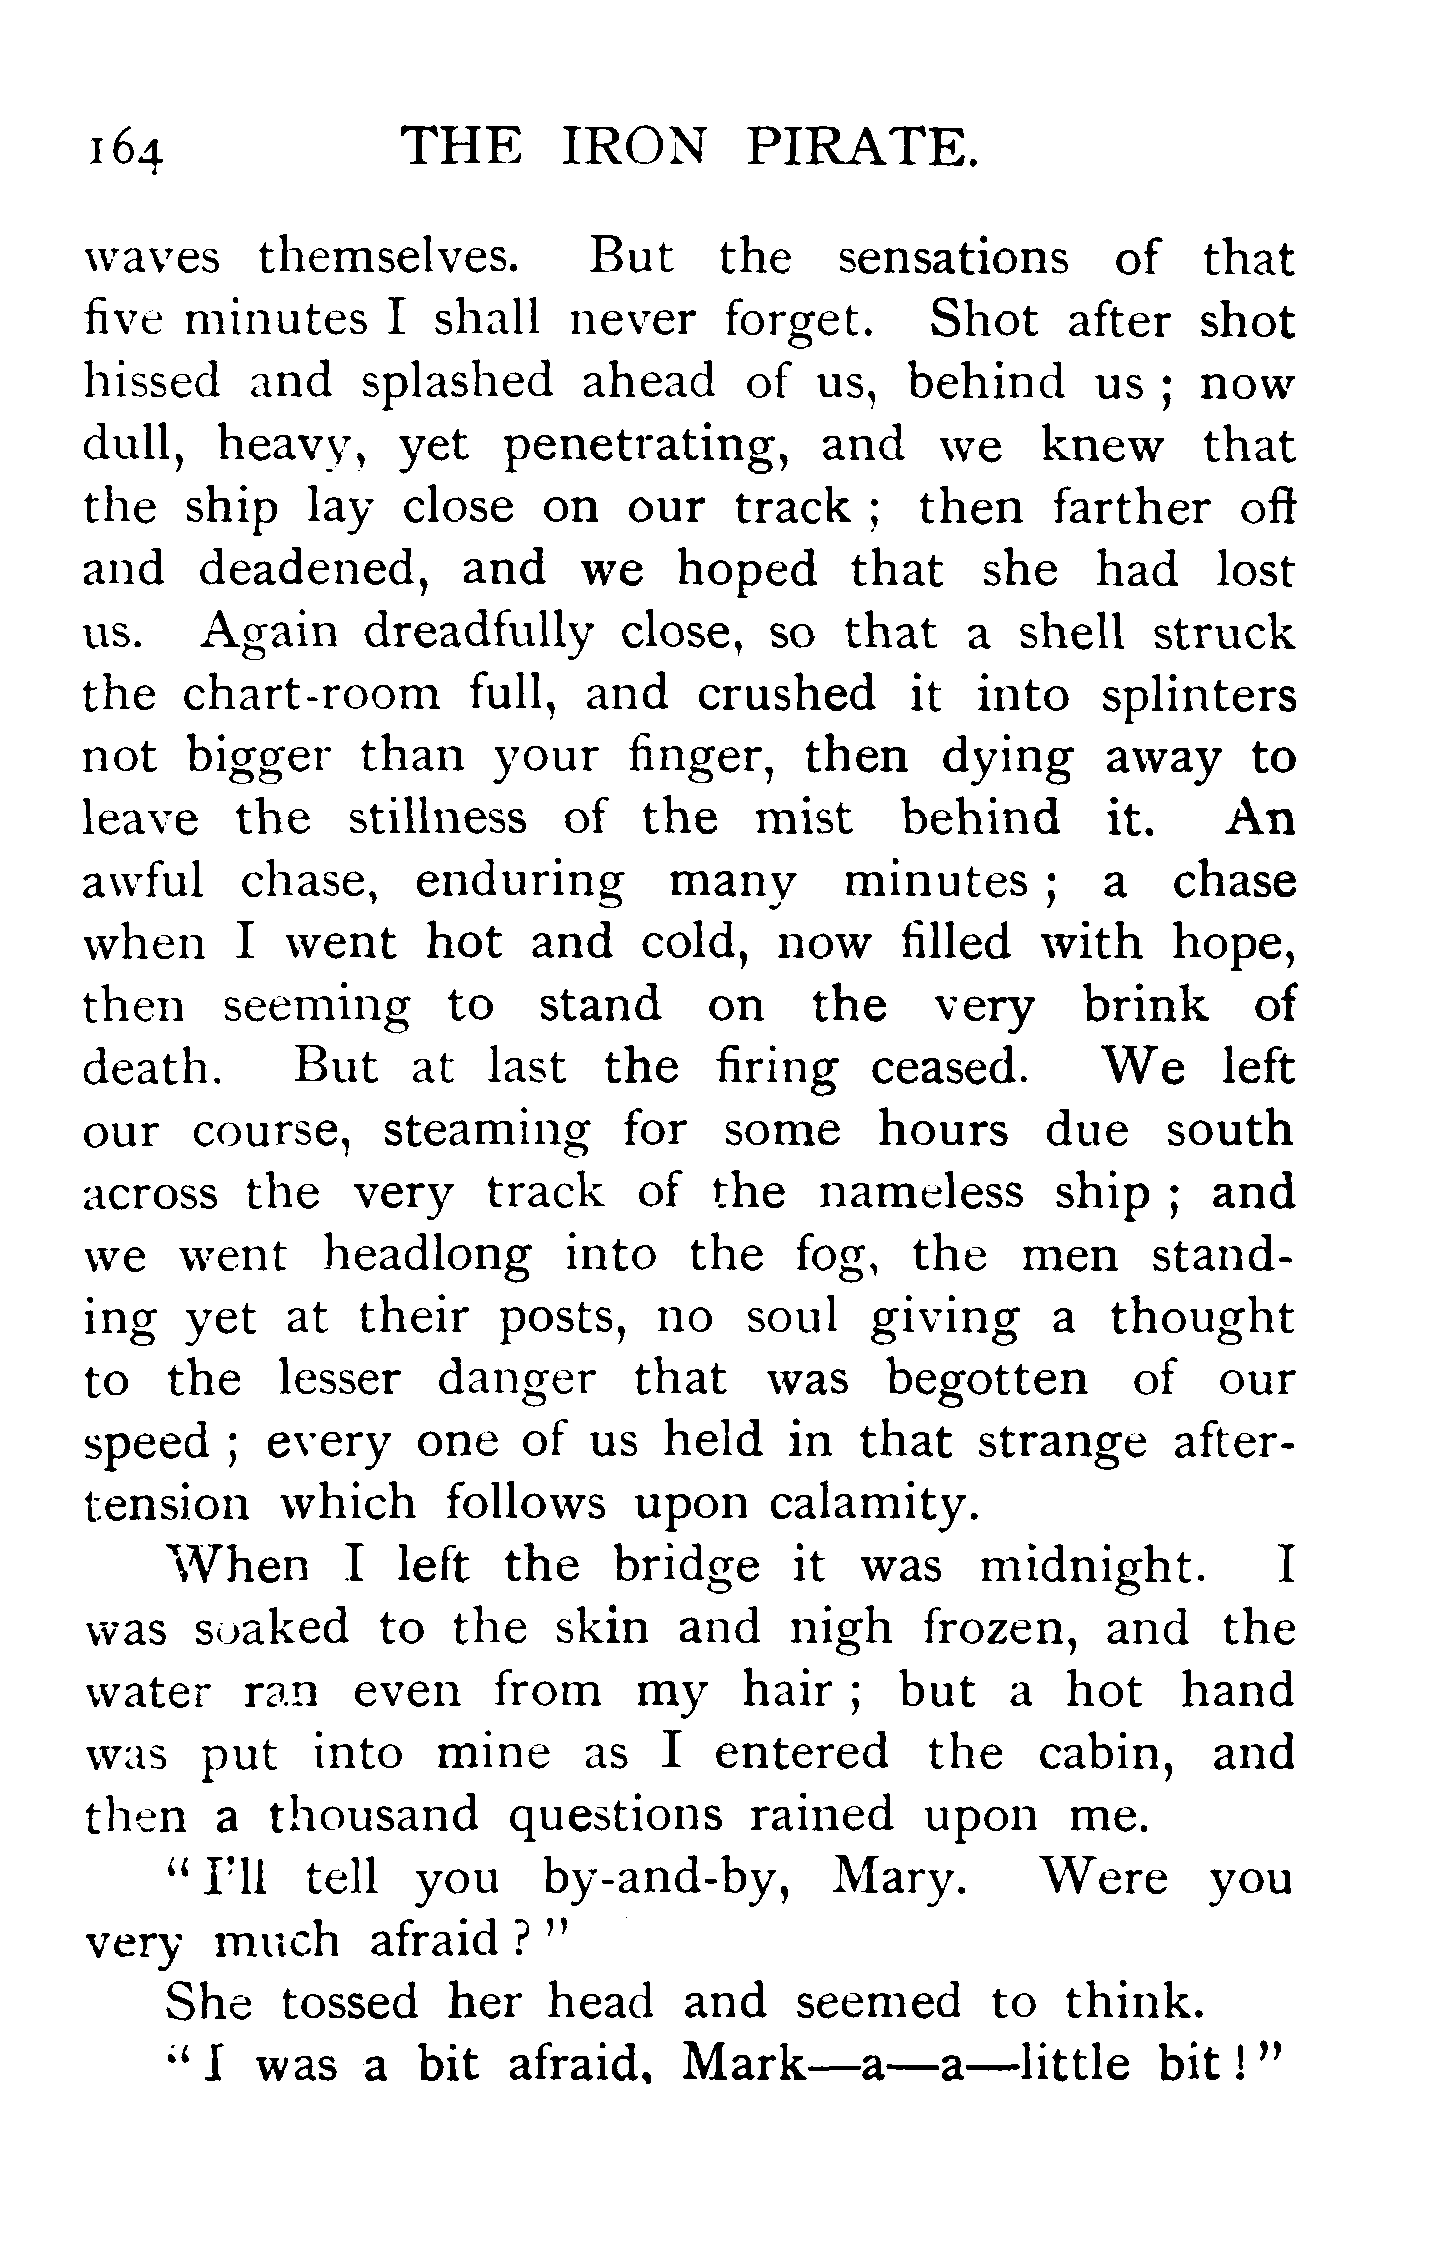 164 THE IRON PIRATE.
waves themselves. But the sensations of that
five minutes I shall never forget. Shot after shot
hissed and splashed ahead of us, behind us ; now
dull, heavy, yet penetrating, and we knew that
the ship lay close on our track ; then farther off
and deadened, and we hoped that she had lost
us. Again dreadfully close, so that a shell struck
the chart-room full, and crushed it into splinters
not bigger than your finger, then dying away to
leave the stillness of the mist behind it. An
awful chase, enduring many minutes ; a chase
when I went hot and cold, now filled with hope,
then seeming to stand on the very brink of
death. But at last the firing ceased. We left
our course, steaming for some hours due south
across the very track of the nameless ship ; and
we went headlong into the fog, the men stand-
ing yet at their posts, no soul giving a thought
to the lesser danger that was begotten of our
speed ; every one of us held in that strange after-
tension which follows upon calamity.
When I left the bridge it was midnight. I
was soaked to the skin and nigh frozen, and the
water ran even from my hair ; but a hot hand
was put into mine as I entered the cabin, and
then a thousand questions rained upon me.
“ I’ll tell you by-and-by, Mary. Were you
very much afraid ? ”
She tossed her head and seemed to think.
“ I was a bit afraid, Mark—a—a—little bit ! ”